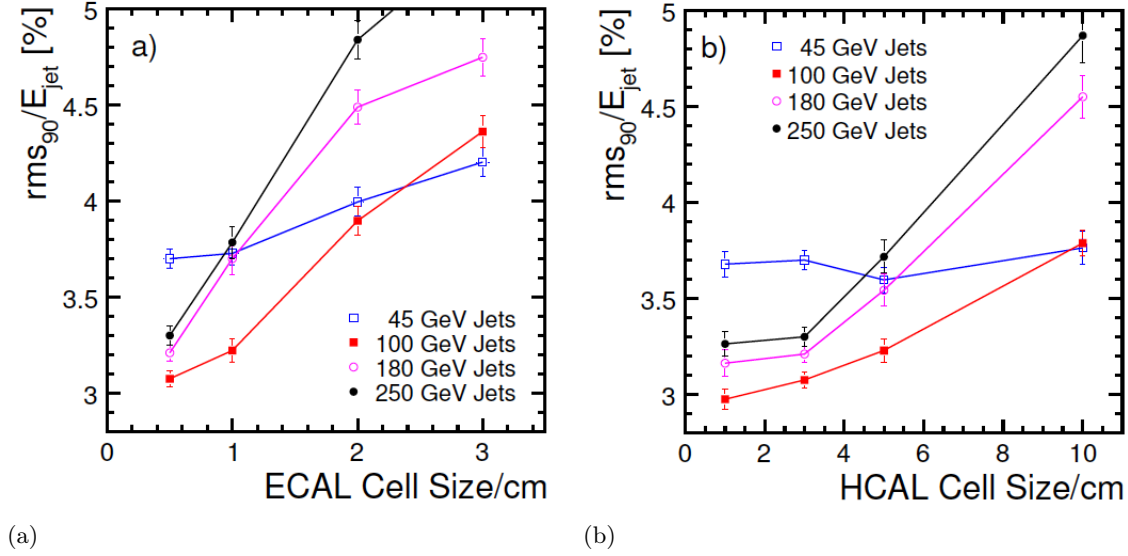 rms90/Ejet [%]
a)
5
4.5
4
3.5
3
45 GeV Jets
100 GeV Jets
180 GeV Jets
250 GeV Jets
0 1 2 3
ECAL Cell Size/cm
(a)
rms90/Ejet [%]
b)
5
4.5
4
3.5
3
45 GeV Jets
100 GeV Jets
180 GeV Jets
250 GeV Jets
0 2 4 6 8 10
HCAL Cell Size/cm
(b)